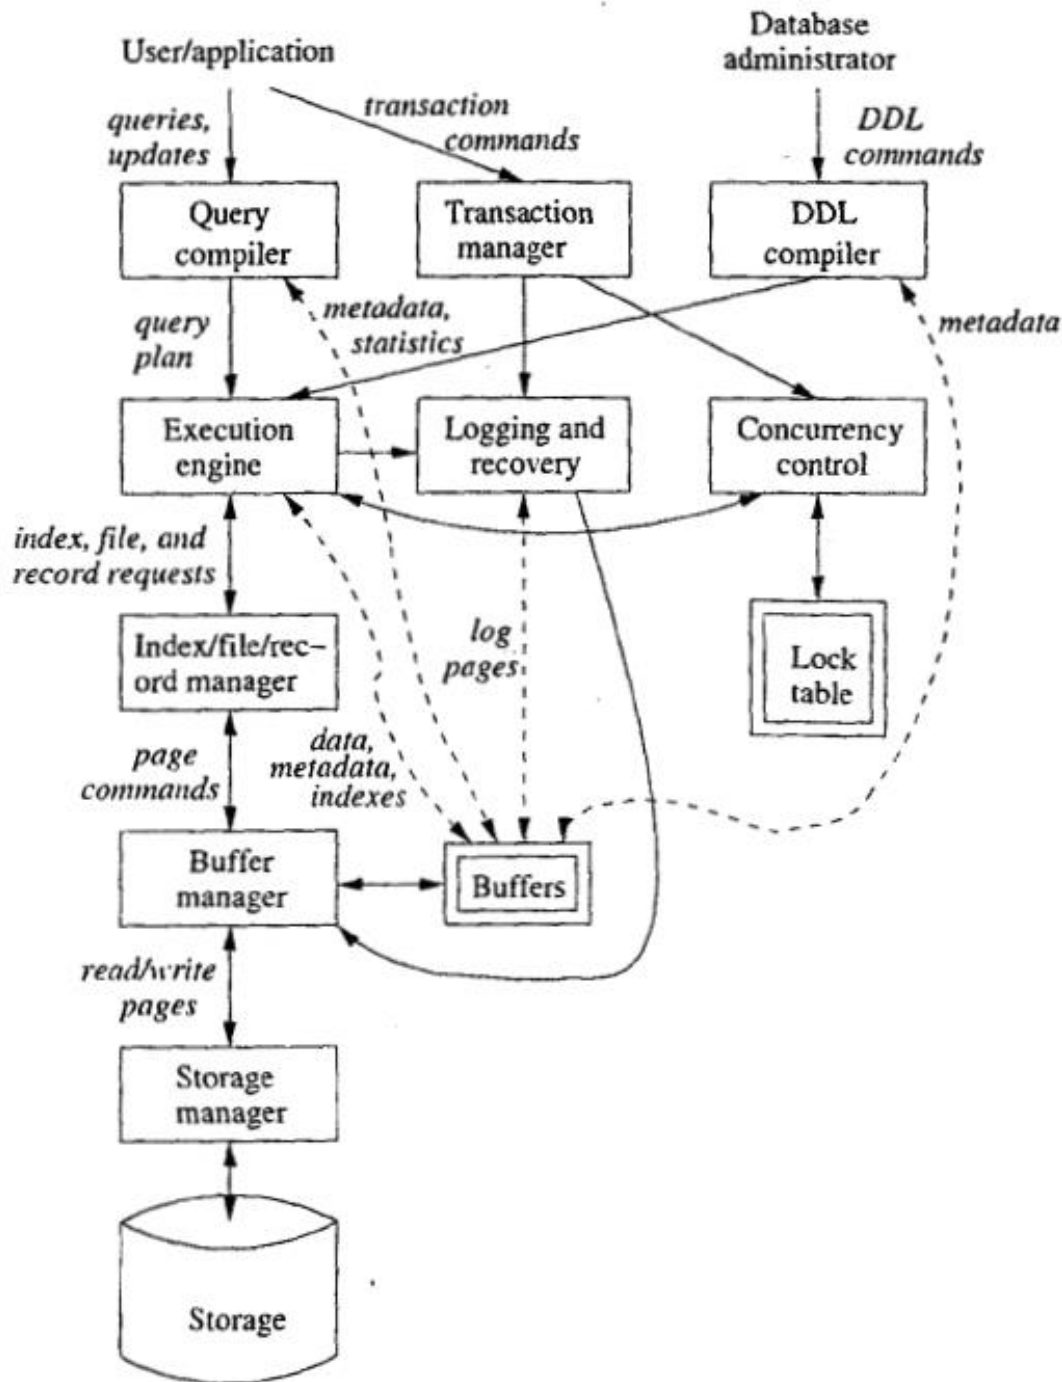 User/application
Database
administrator
queries,
updates
transaction
commands
DDL
commands
Query
compiler
Transaction
manager
DDL
compiler
query
plan
metadata,
statistics
metadata
Execution
engine
Logging and
recovery
Concurrency
control
index, file, and
record requests
Index/file/rec-
ord manager
log
pages
Lock
table
page
commands
data,
metadata,
indexes
Buffer
manager
Buffers
read/write
pages
Storage
manager
Storage